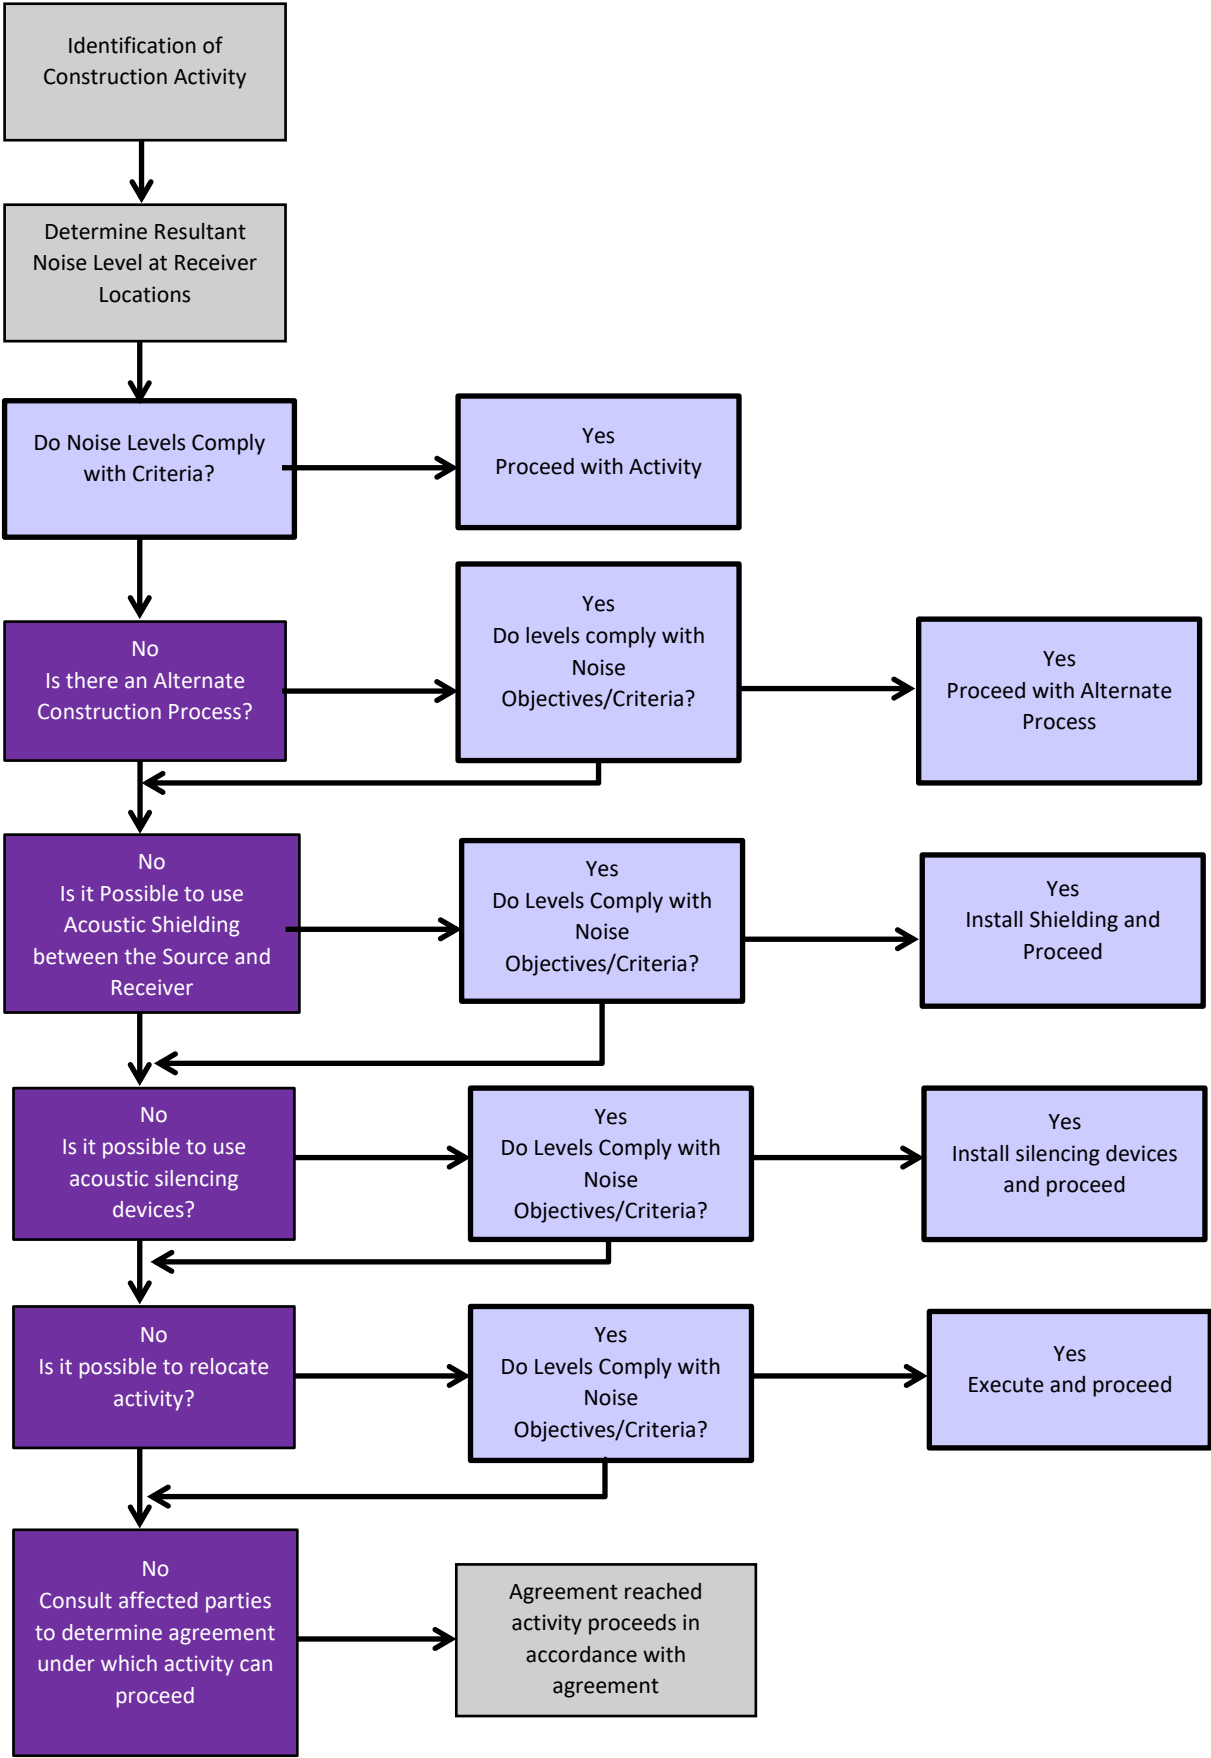 Identification of
Construction Activity
Determine Resultant
Noise Level at Receiver
Locations
Do Noise Levels Comply
with Criteria?
Yes
Proceed with Activity
No
Is there an Alternate
Construction Process?
Yes
Do levels comply with
Noise
Objectives/Criteria?
Yes
Proceed with Alternate
Process
No
Is it Possible to use
Acoustic Shielding
between the Source and
Receiver
Yes
Do Levels Comply with
Noise
Objectives/Criteria?
Yes
Install Shielding and
Proceed
No
Is it possible to use
acoustic silencing
devices?
Yes
Do Levels Comply with
Noise
Objectives/Criteria?
Yes
Install silencing devices
and proceed
No
Is it possible to relocate
activity?
Yes
Do Levels Comply with
Noise
Objectives/Criteria?
Yes
Execute and proceed
No
Consult affected parties
to determine agreement
under which activity can
proceed
Agreement reached
activity proceeds in
accordance with
agreement